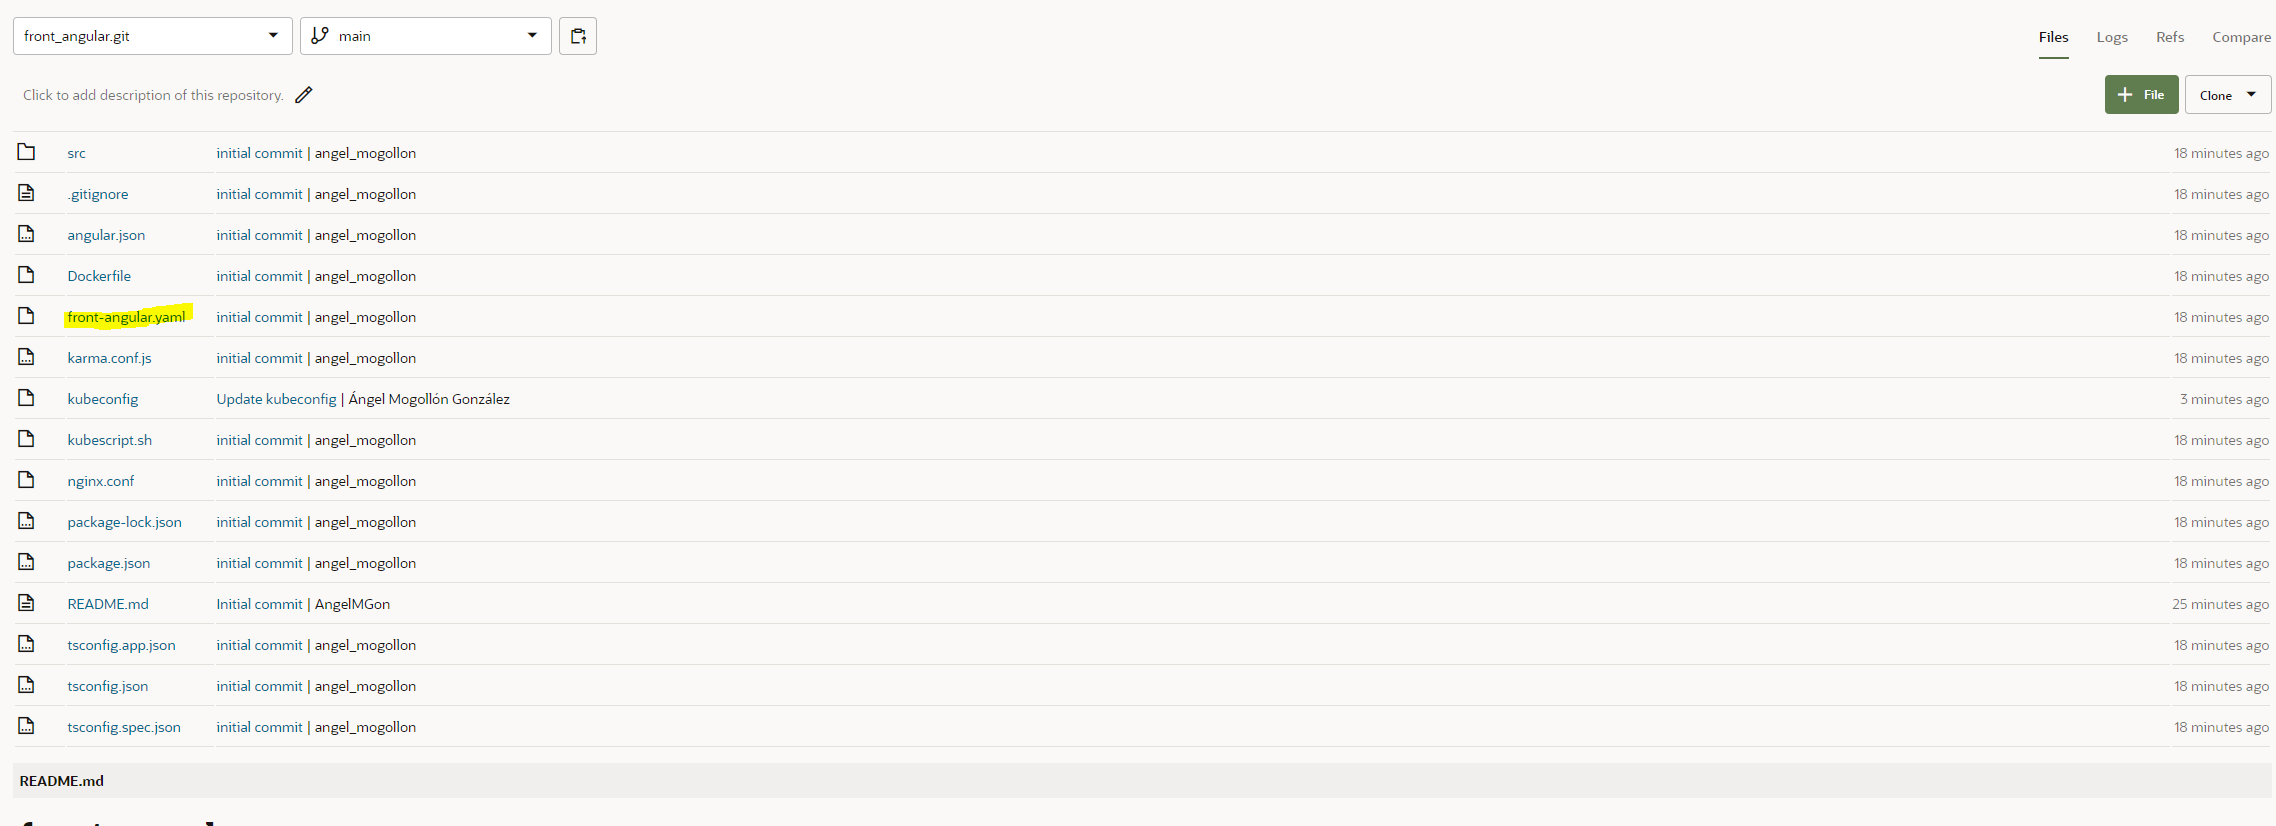 front_angular.git main Files Logs Refs Compare
Click to add description of this repository. File Clone
src initial commit | angel_mogollon 18 minutes ago
.gitignore initial commit | angel_mogollon 18 minutes ago
angular.json initial commit | angel_mogollon 18 minutes ago
Dockerfile initial commit | angel_mogollon 18 minutes ago
front-angular.yaml initial commit | angel_mogollon 18 minutes ago
karma.conf.js initial commit | angel_mogollon 18 minutes ago
kubeconfig Update kubeconfig | Ángel Mogollón González 3 minutes ago
kubescript.sh initial commit | angel_mogollon 18 minutes ago
nginx.conf initial commit | angel_mogollon 18 minutes ago
package-lock.json initial commit | angel_mogollon 18 minutes ago
package.json initial commit | angel_mogollon 18 minutes ago
README.md Initial commit | AngelMGon 25 minutes ago
tsconfig.app.json initial commit | angel_mogollon 18 minutes ago
tsconfig.json initial commit | angel_mogollon 18 minutes ago
tsconfig.spec.json initial commit | angel_mogollon 18 minutes ago
README.md